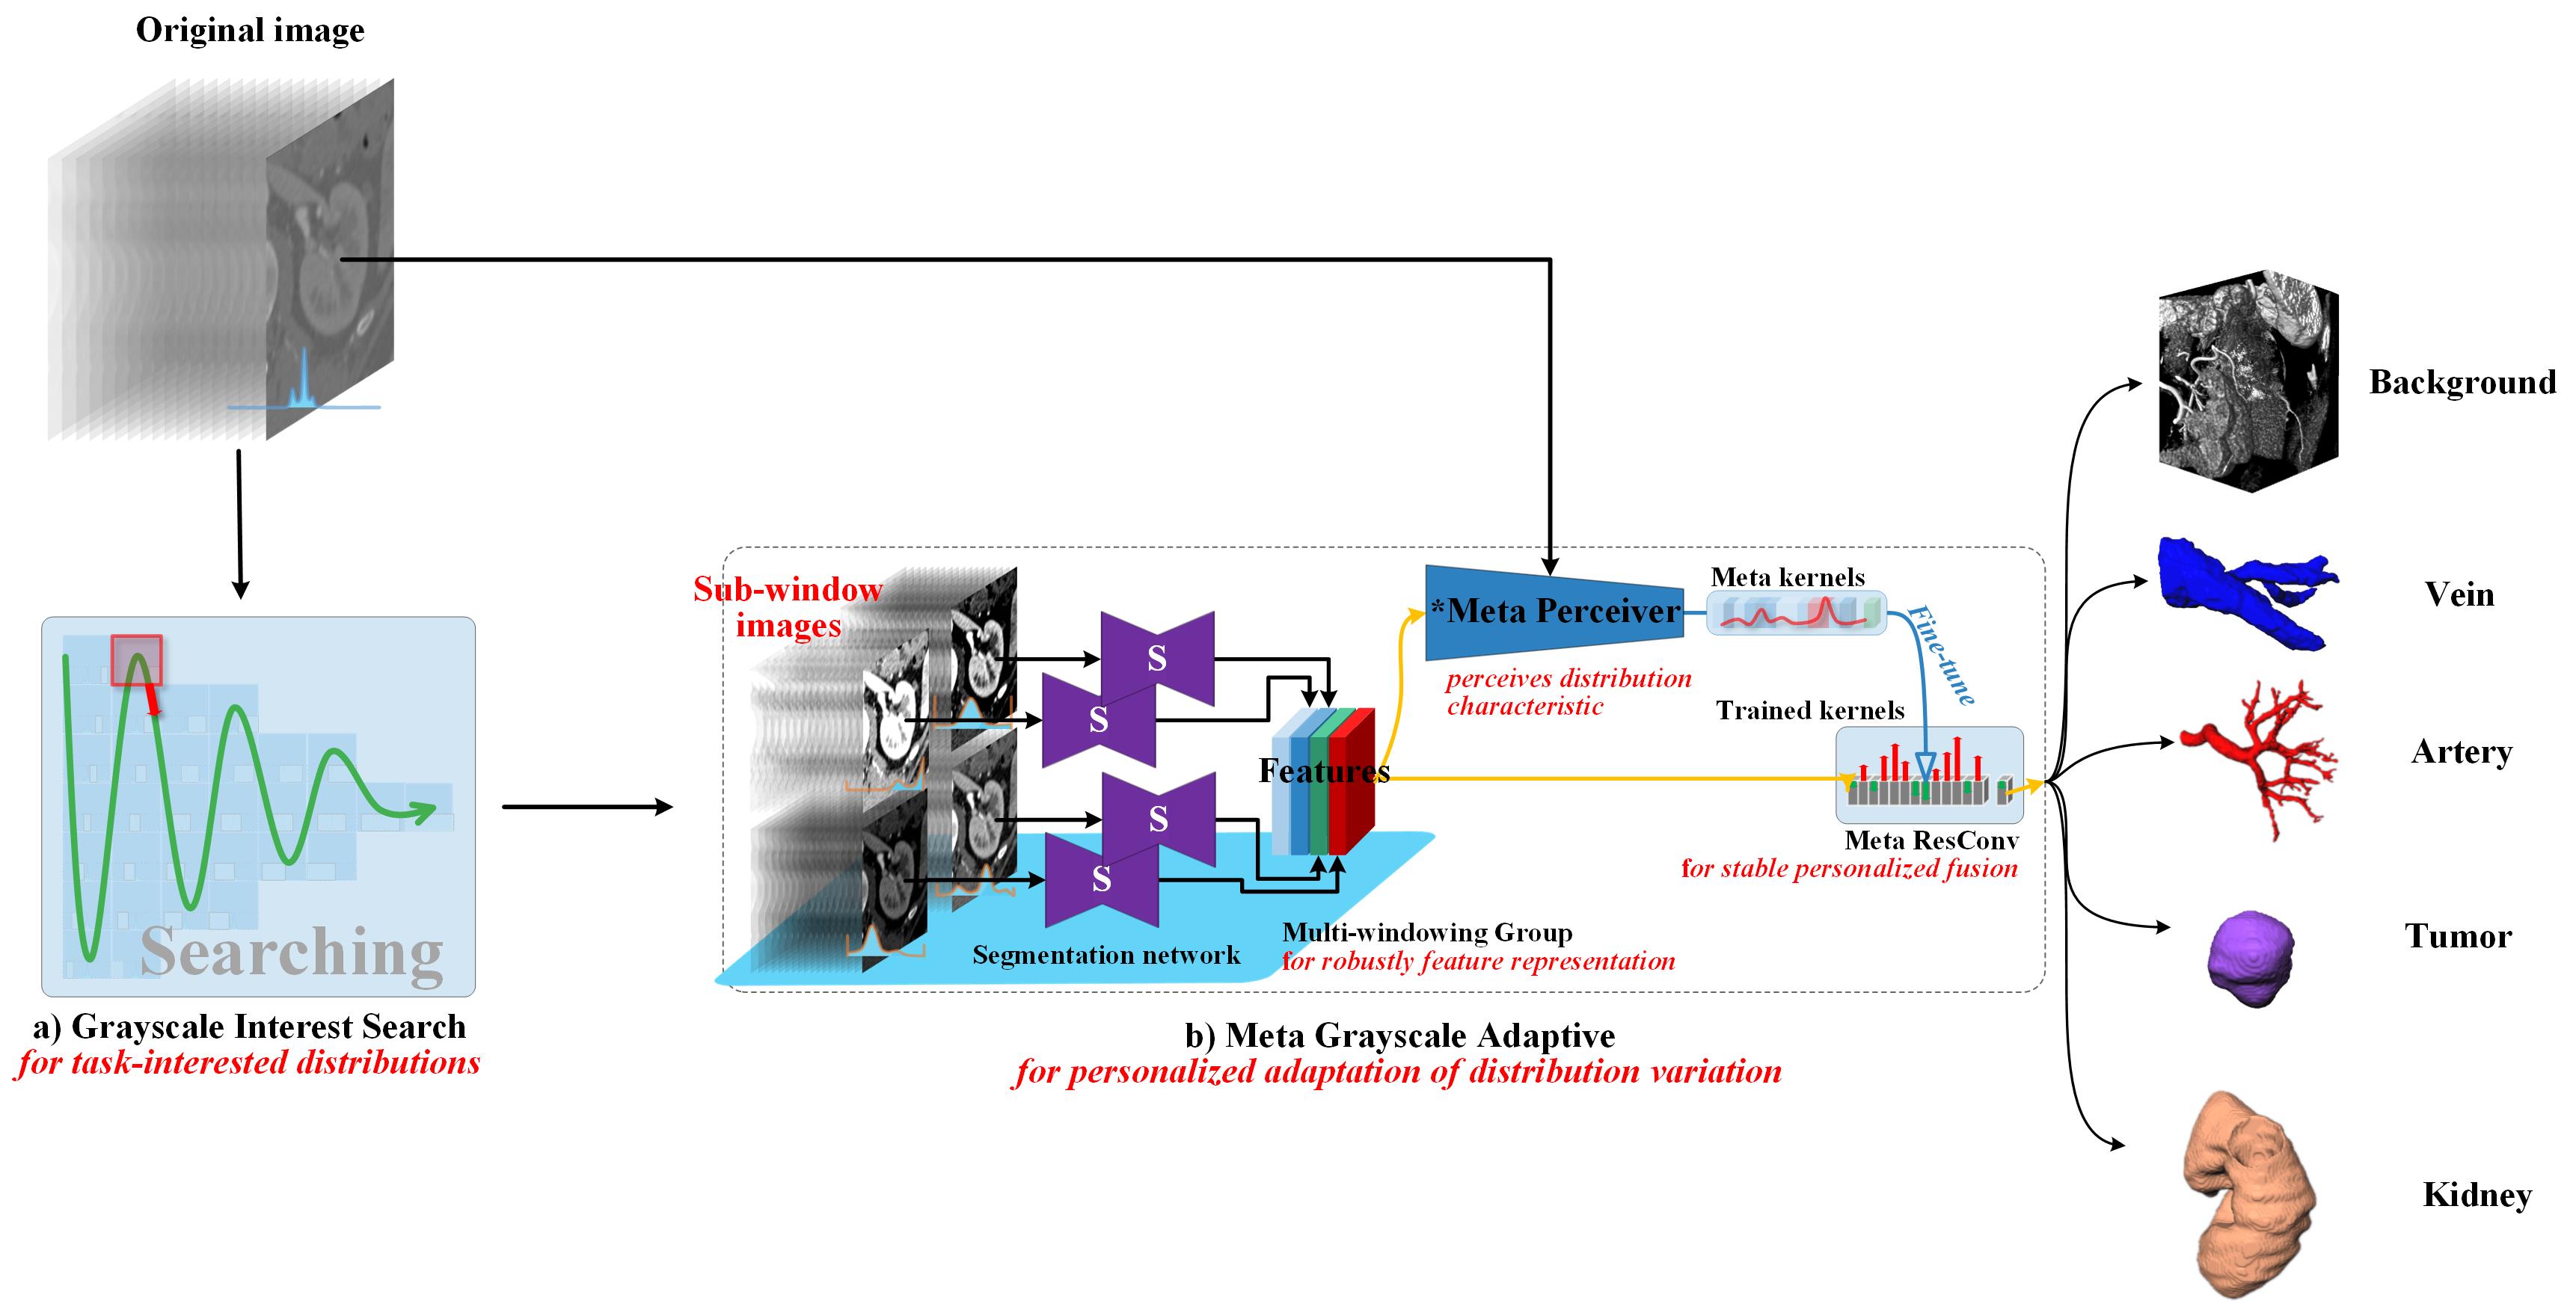 Original image
Searching
a) Grayscale Interest Search
for task-interested distributions
Sub-window
images
S
S
S
S
Segmentation network
Features
Multi-windowing Group
for robustly feature representation
*Meta Perceiver
perceives distribution
characteristic
Meta kernels
Fine-tune
Trained kernels
Meta ResConv
for stable personalized fusion
b) Meta Grayscale Adaptive
for personalized adaptation of distribution variation
Background
Vein
Artery
Tumor
Kidney